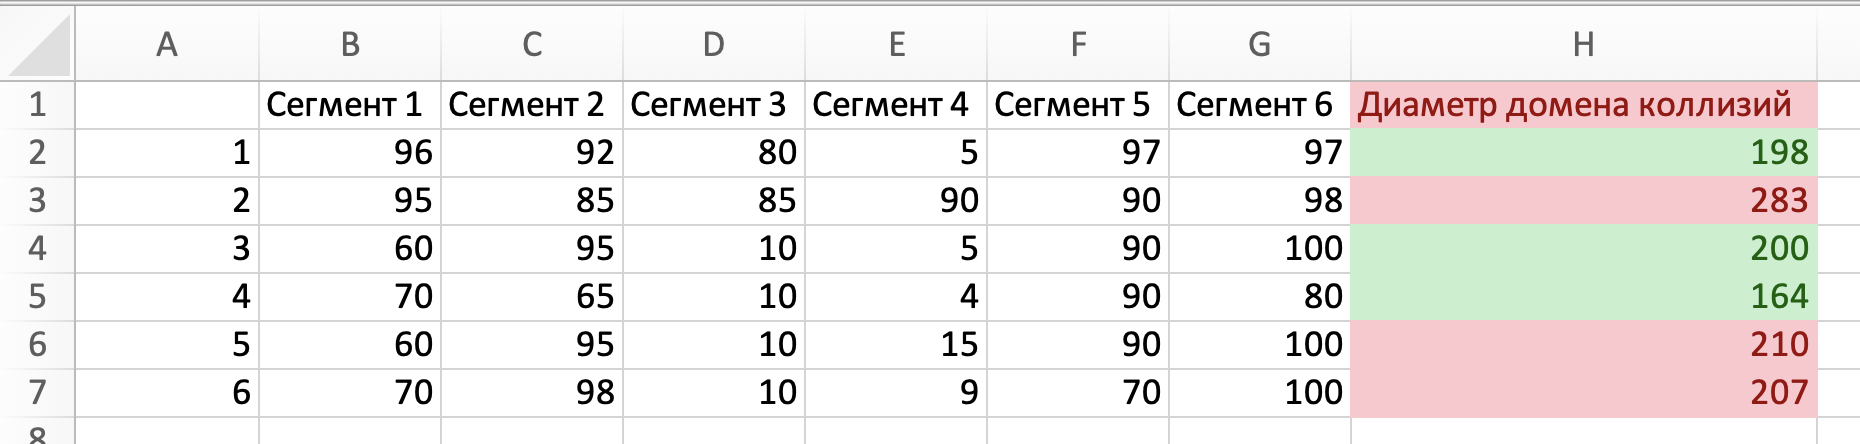 A B C D E F G H
1 Сегмент 1 Сегмент 2 Сегмент 3 Сегмент 4 Сегмент 5 Сегмент 6 Диаметр домена коллизий
2 1 96 92 80 5 97 97 198
3 2 95 85 85 90 90 98 283
4 3 60 95 10 5 90 100 200
5 4 70 65 10 4 90 80 164
6 5 60 95 10 15 90 100 210
7 6 70 98 10 9 70 100 207
8